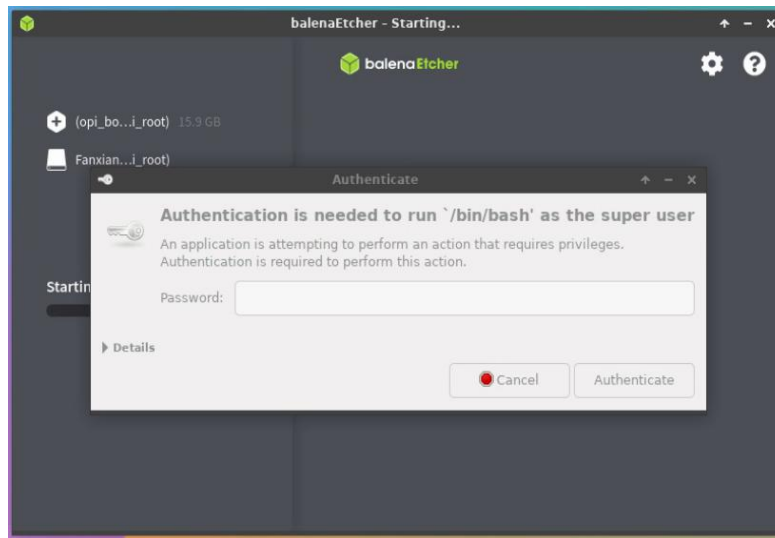 balenaEtcher - Starting...
balenaEtcher
(opi_bo...i_root) 15.9 GB
Fanxian...i_root)
Authenticate
Authentication is needed to run `/bin/bash' as the super user
An application is attempting to perform an action that requires privileges.
Authentication is required to perform this action.
Startin
Password:
Details
Cancel
Authenticate